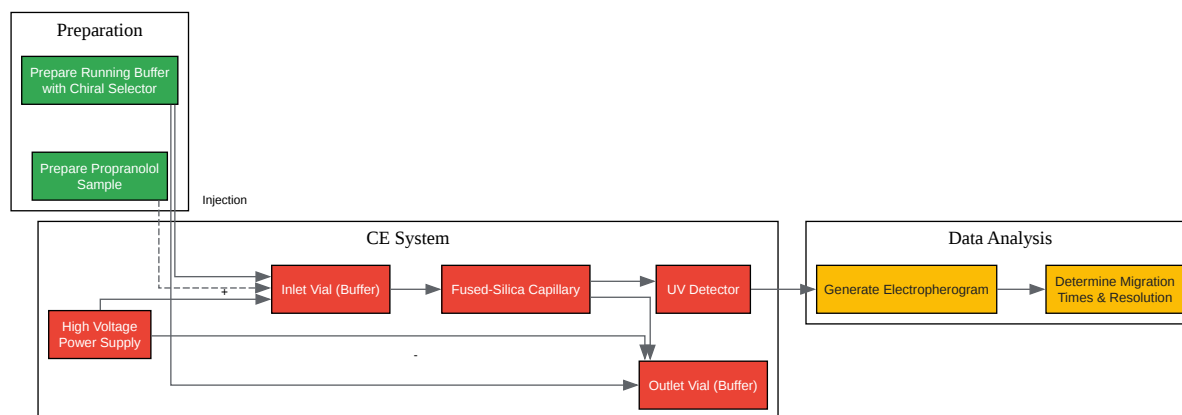 Preparation
Prepare Running Buffer
with Chiral Selector
Prepare Propranolol
Sample
Injection
CE System
Data Analysis
Inlet Vial (Buffer)
Fused-Silica Capillary
UV Detector
Generate Electropherogram
Determine Migration
Times & Resolution
+
High Voltage
Power Supply
-
Outlet Vial (Buffer)